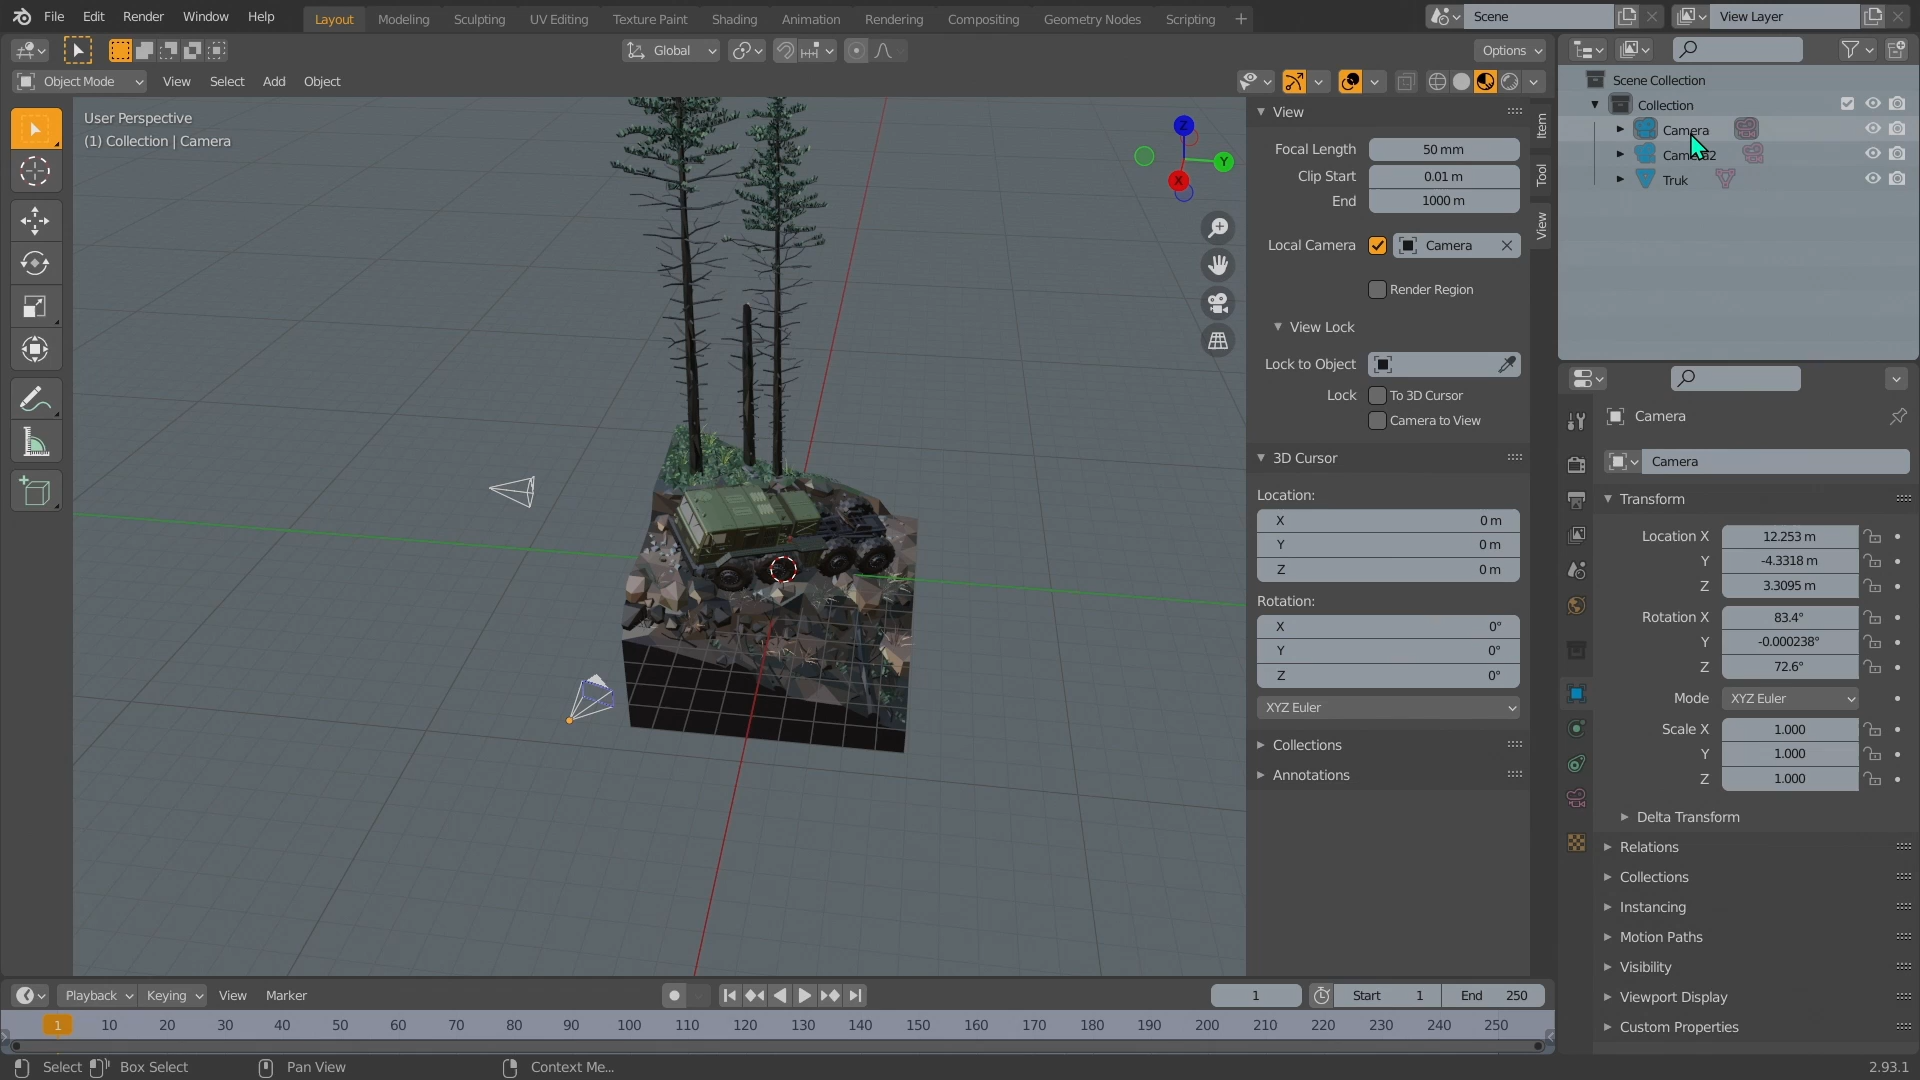 File Edit Render Window Help Layout Modeling Sculpting UV Editing Texture Paint Shading Animation Rendering Compositing Geometry Nodes Scripting + Scene View Layer
Global Options
Object Mode View Select Add Object
User Perspective
(1) Collection | Camera
Z
Y
X
View
Focal Length 50 mm
Clip Start 0.01 m
End 1000 m
Local Camera Camera
Render Region
View Lock
Lock to Object
Lock To 3D Cursor
Camera to View
3D Cursor
Location:
X 0 m
Y 0 m
Z 0 m
Rotation:
X 0°
Y 0°
Z 0°
XYZ Euler
Collections
Annotations
Item
Tool
View
Scene Collection
Collection
Camera
Camera2
Truk
Camera
Camera
Transform
Location X 12.253 m
Y -4.3318 m
Z 3.3095 m
Rotation X 83.4°
Y -0.000238°
Z 72.6°
Mode XYZ Euler
Scale X 1.000
Y 1.000
Z 1.000
Delta Transform
Relations
Collections
Instancing
Motion Paths
Visibility
Viewport Display
Custom Properties
Playback Keying View Marker 1 Start 1 End 250
1 10 20 30 40 50 60 70 80 90 100 110 120 130 140 150 160 170 180 190 200 210 220 230 240 250
Select Box Select Pan View Context Me... 2.93.1